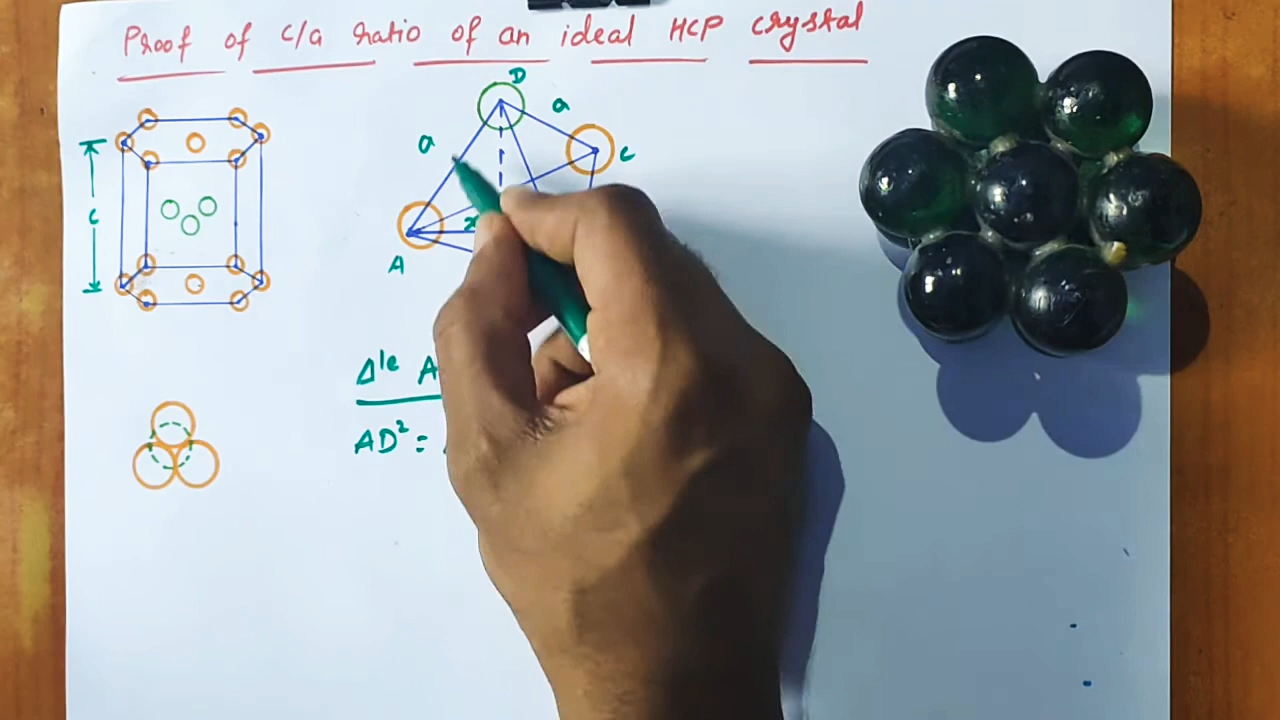 Proof of c/a ratio of an ideal HCP crystal
D
a
a
C
c
x
A
Δle A
AD² =